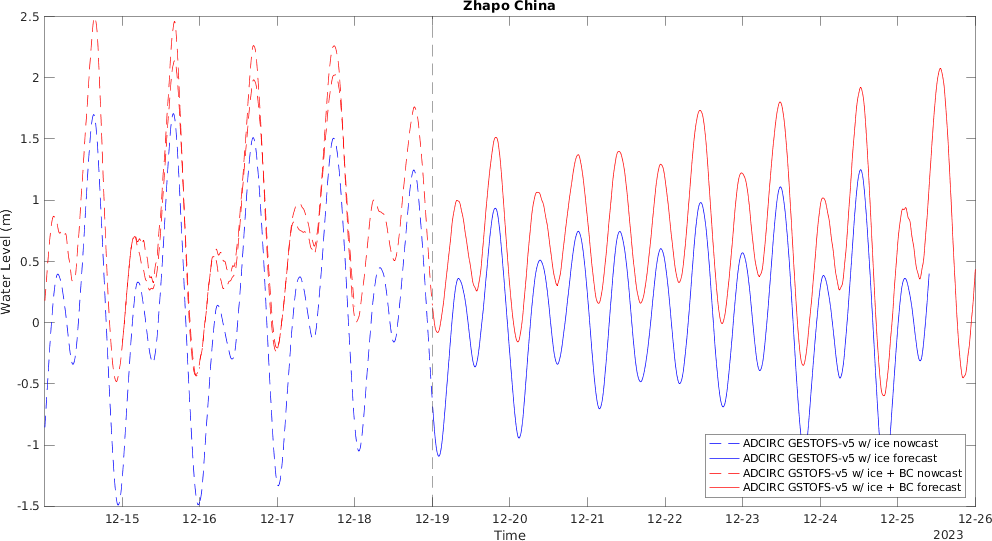 Zhapo China
Water Level (m)
2.5
2
1.5
1
0.5
0
-0.5
-1
-1.5
ADCIRC GESTOFS-v5 w/ ice nowcast
ADCIRC GESTOFS-v5 w/ ice forecast
ADCIRC GSTOFS-v5 w/ ice + BC nowcast
ADCIRC GSTOFS-v5 w/ ice + BC forecast
12-15 12-16 12-17 12-18 12-19 12-20 12-21 12-22 12-23 12-24 12-25 12-26
Time
2023